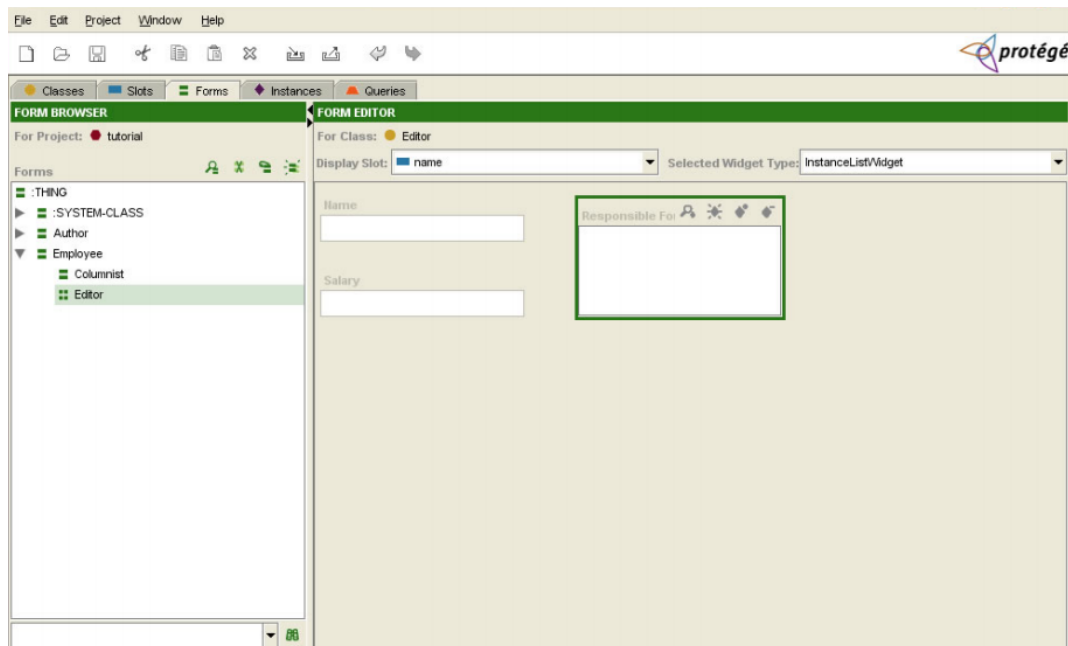 File Edit Project Window Help
protégé
Classes Slots Forms Instances Queries
FORM BROWSER
For Project: tutorial
Forms
:THING
:SYSTEM-CLASS
Author
Employee
Columnist
Editor
FORM EDITOR
For Class: Editor
Display Slot: name Selected Widget Type: InstanceListWidget
Name
Responsible For
Salary